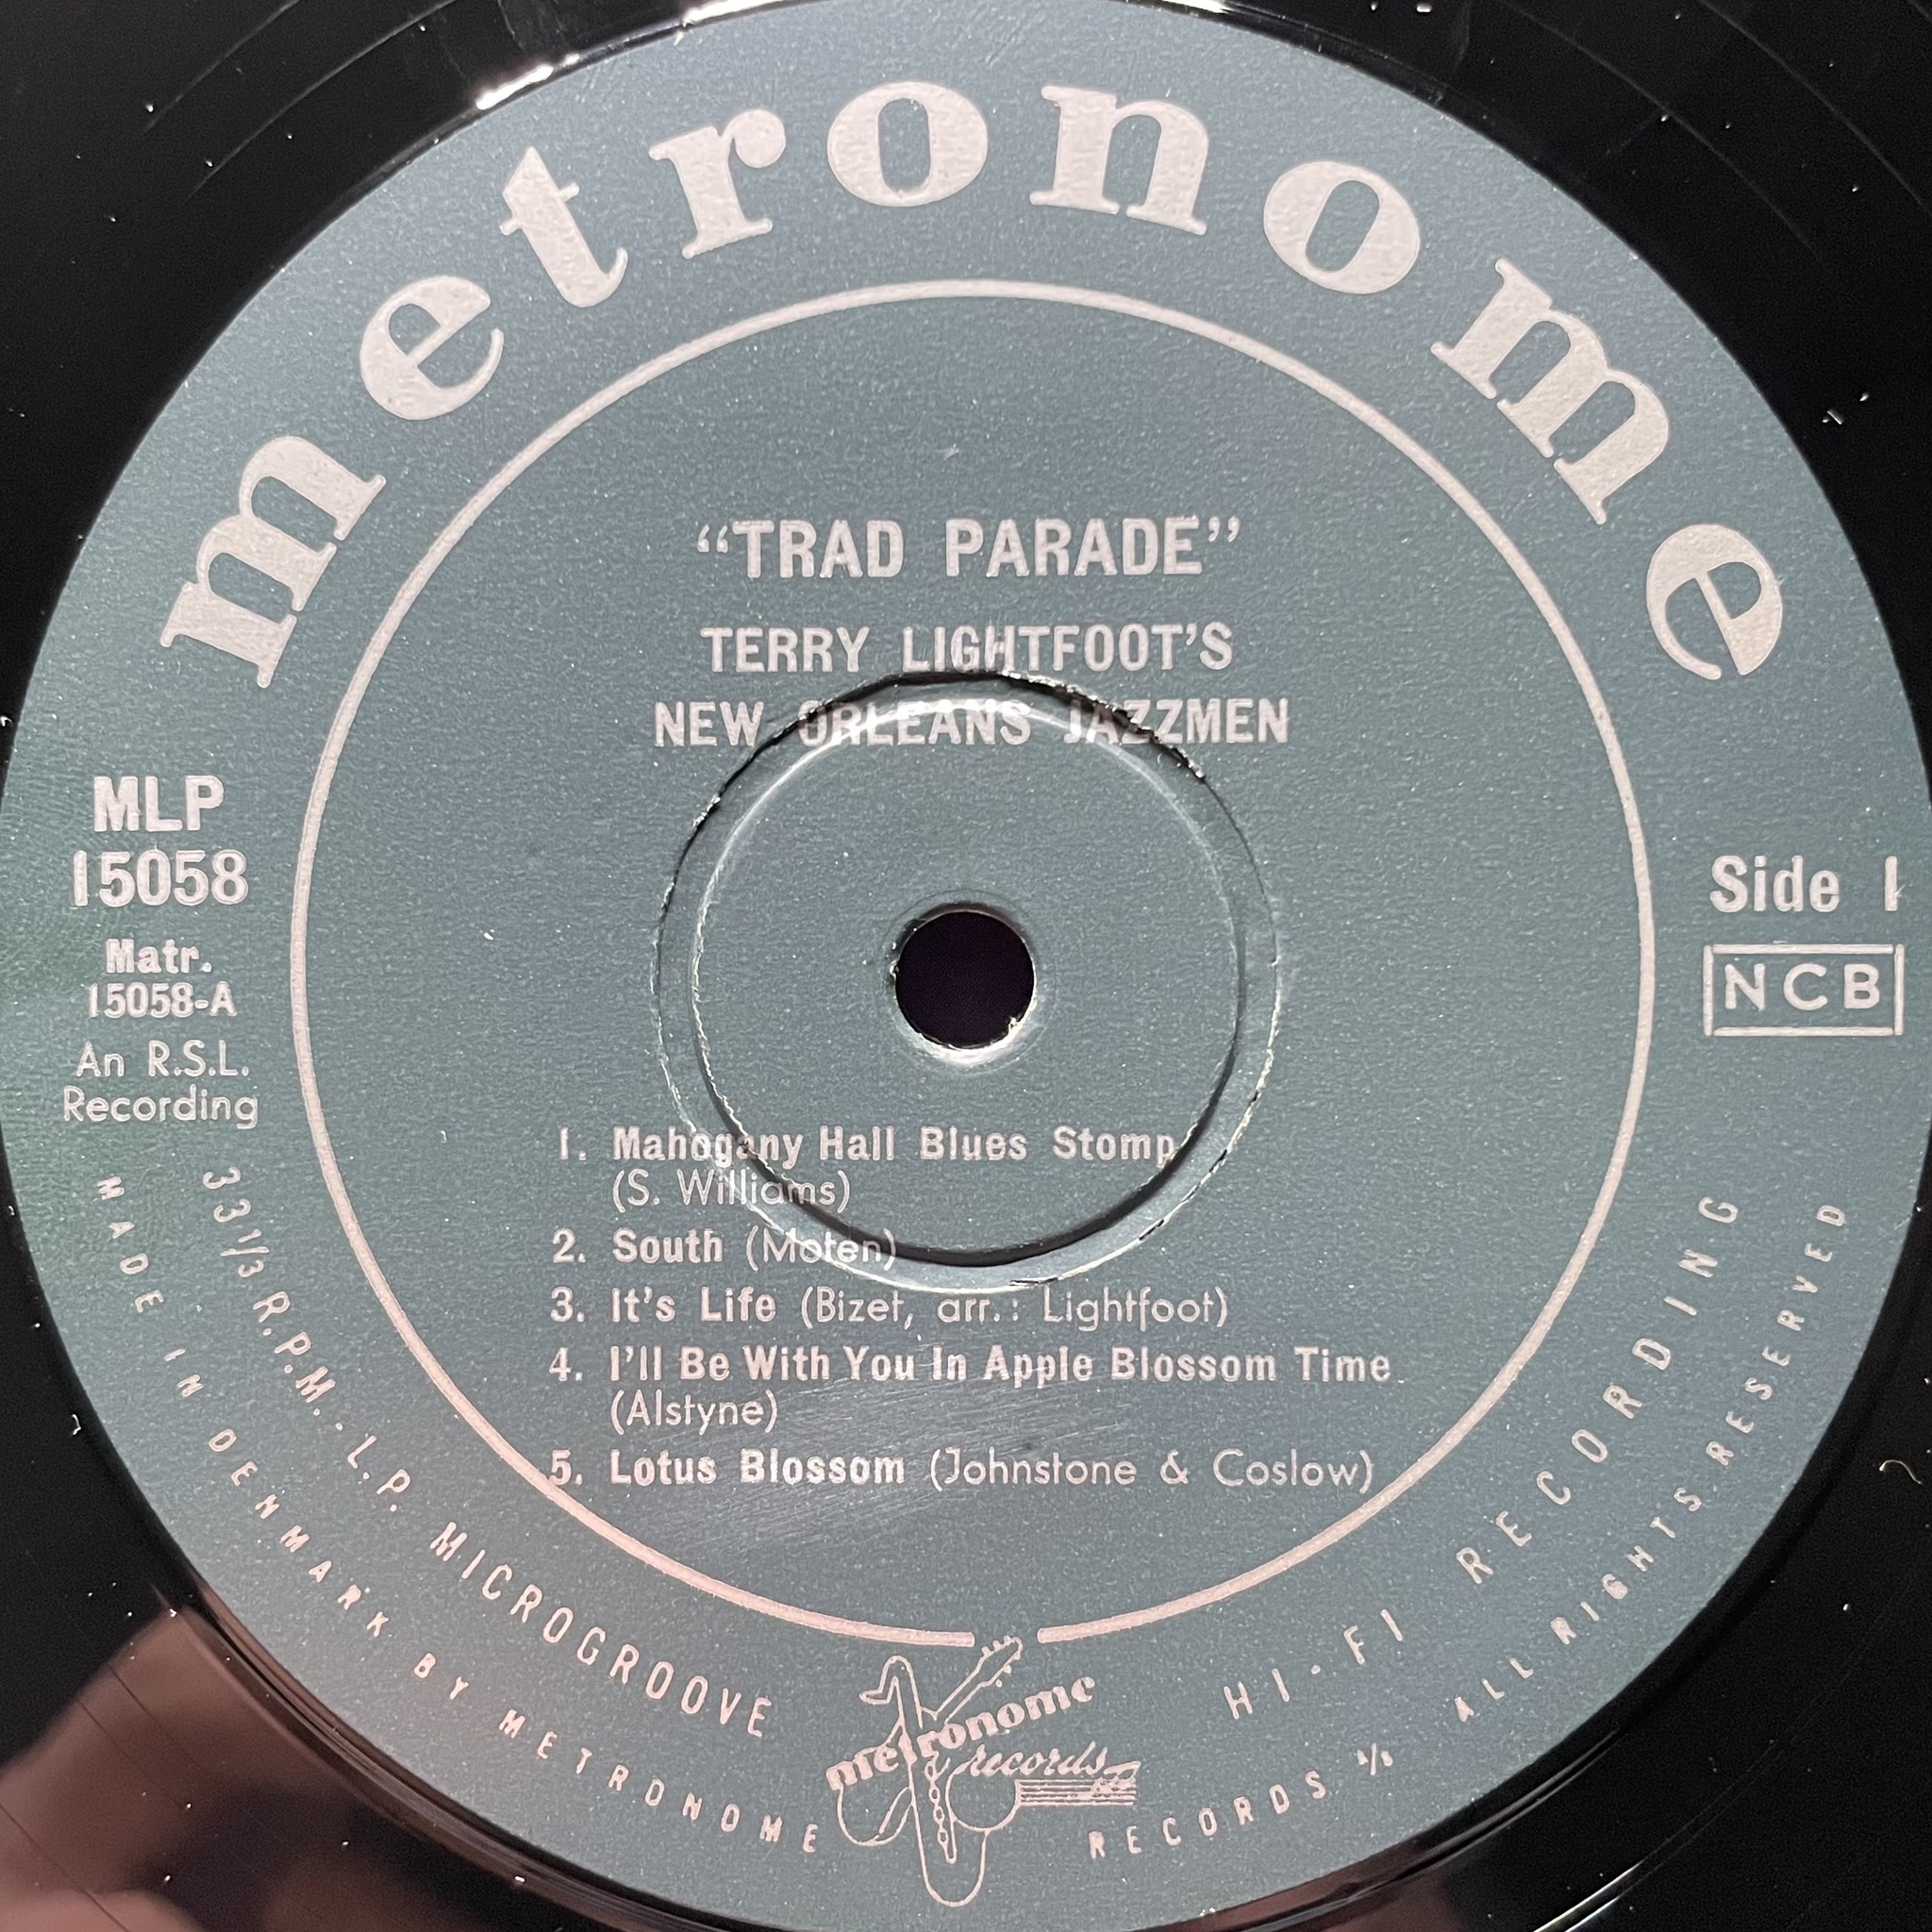 metronome
"TRAD PARADE"
TERRY LIGHTFOOT'S
NEW ORLEANS JAZZMEN
MLP
15058
Matr.
15058-A
An R.S.L.
Recording
Side 1
NCB
1. Mahogany Hall Blues Stomp
(S. Williams)
2. South (Moten)
3. It's Life (Bizet, arr.: Lightfoot)
4. I'll Be With You In Apple Blossom Time
(Alstyne)
5. Lotus Blossom (Johnstone & Coslow)
33 1/3 R.P.M. - L.P. MICROGROOVE
HI-FI RECORDING
MADE IN DENMARK BY METRONOME RECORDS A/S ALL RIGHTS RESERVED
metronome
records